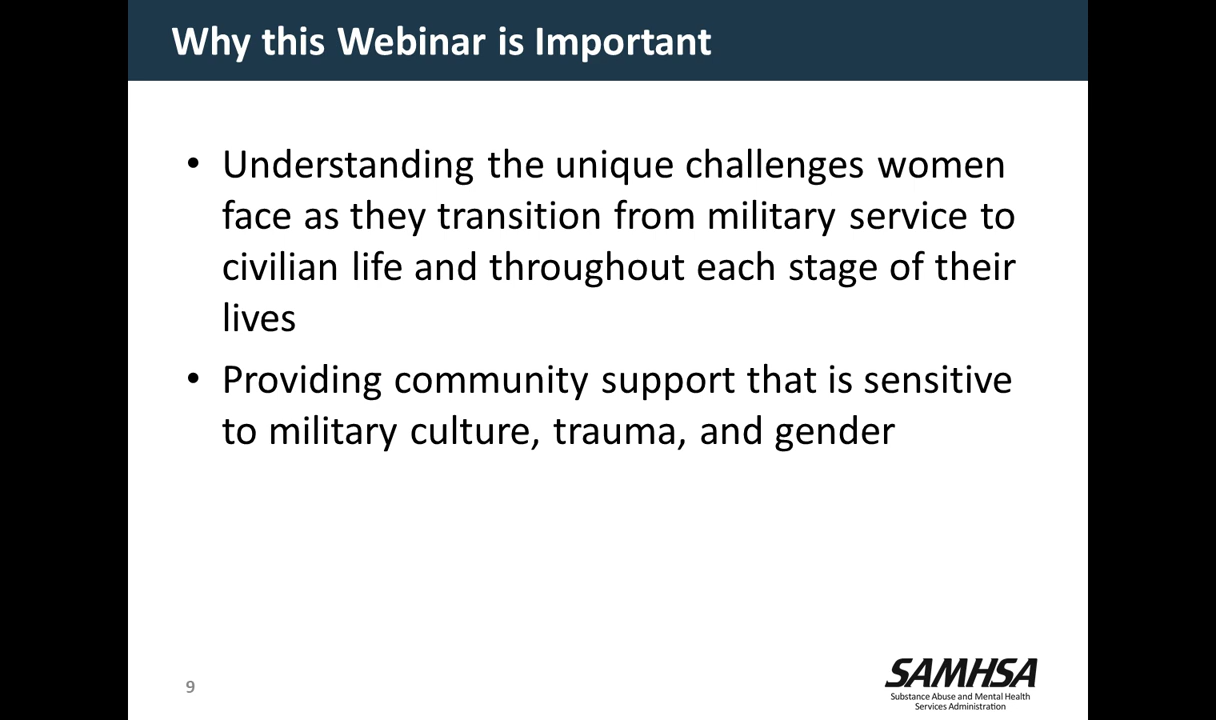 Why this Webinar is Important
• Understanding the unique challenges women
face as they transition from military service to
civilian life and throughout each stage of their
lives
• Providing community support that is sensitive
to military culture, trauma, and gender
9
SAMHSA
Substance Abuse and Mental Health
Services Administration